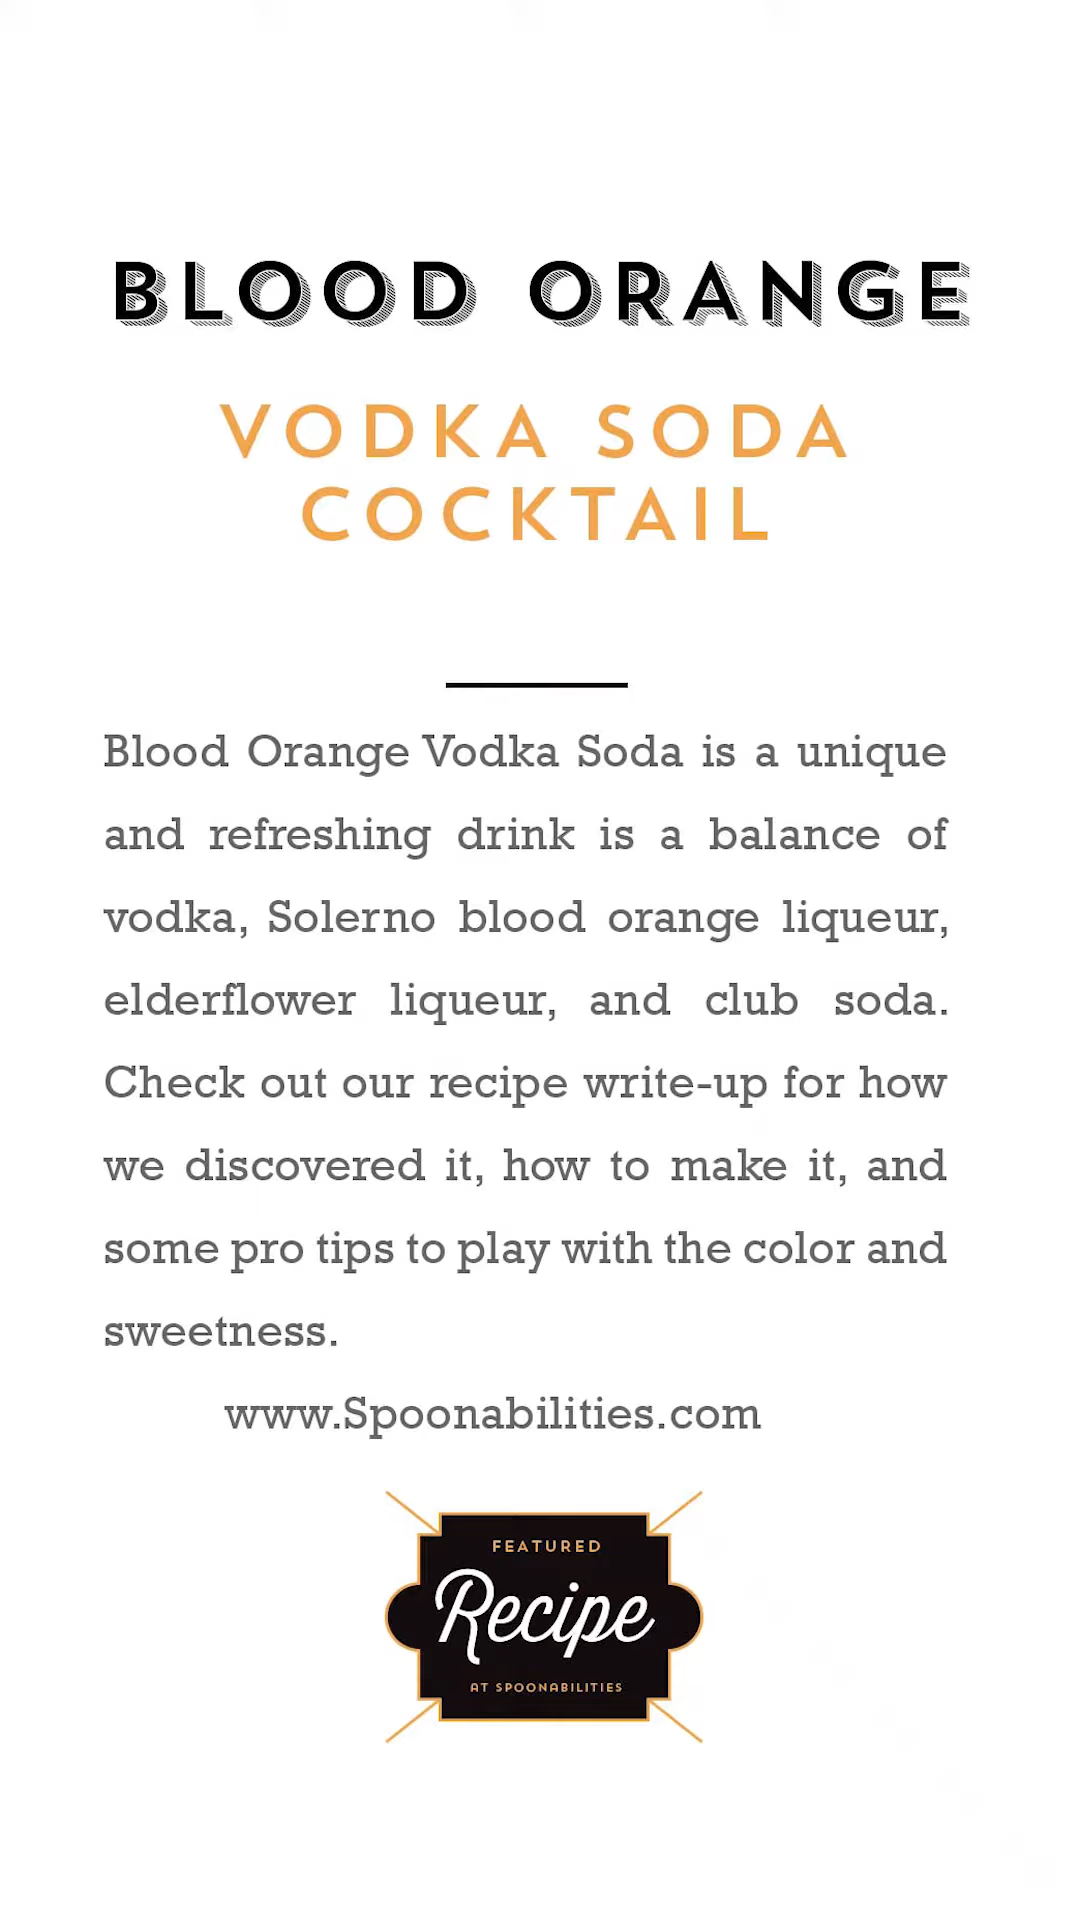 BLOOD ORANGE
VODKA SODA
COCKTAIL
Blood Orange Vodka Soda is a unique
and refreshing drink is a balance of
vodka, Solerno blood orange liqueur,
elderflower liqueur, and club soda.
Check out our recipe write-up for how
we discovered it, how to make it, and
some pro tips to play with the color and
sweetness.
www.Spoonabilities.com
FEATURED
Recipe
AT SPOONABILITIES